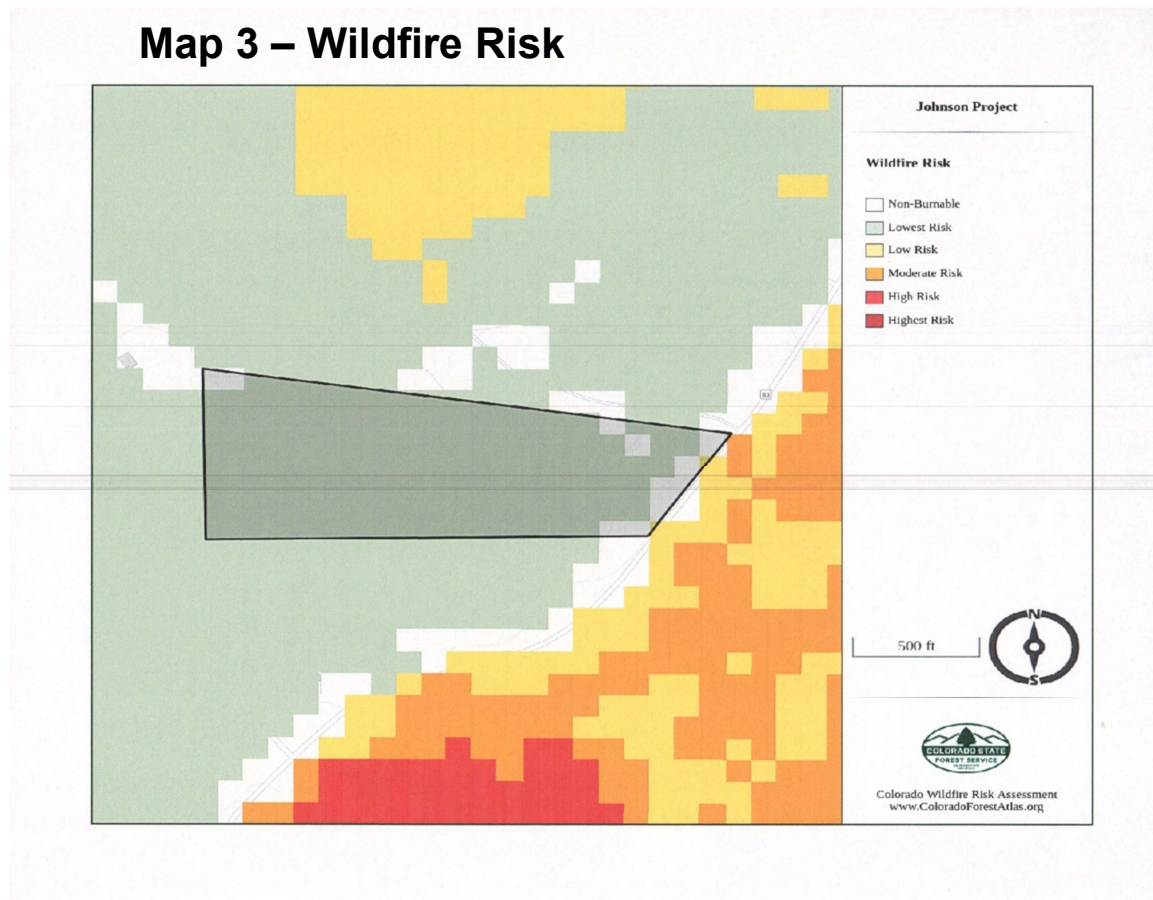 Map 3 – Wildfire Risk
Johnson Project
Wildfire Risk
Non-Burnable
Lowest Risk
Low Risk
Moderate Risk
High Risk
Highest Risk
83
N
500 ft
S
COLORADO STATE
FOREST SERVICE
Colorado Wildfire Risk Assessment
www.ColoradoForestAtlas.org